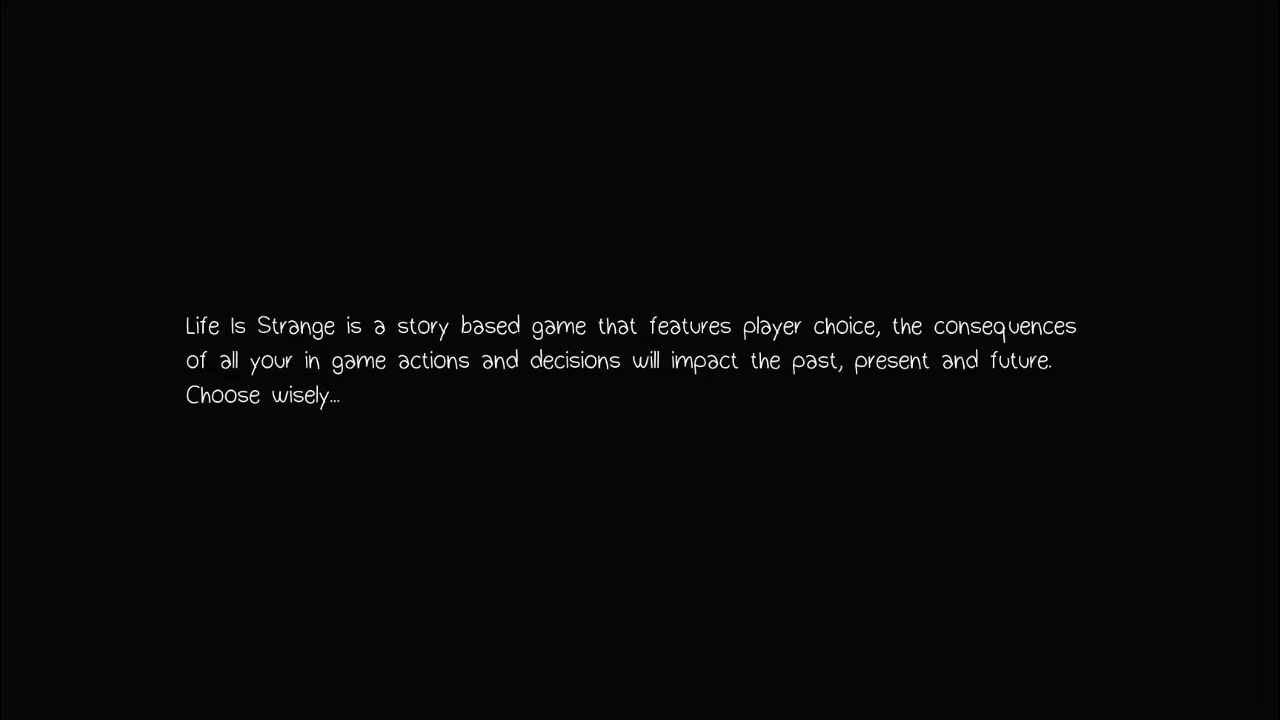 Life Is Strange is a story based game that features player choice, the consequences
of all your in game actions and decisions will impact the past, present and future.
Choose wisely...